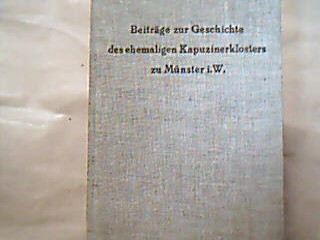 Beiträge zur Geschichte
des ehemaligen Kapuzinerklosters
zu Münster i. W.